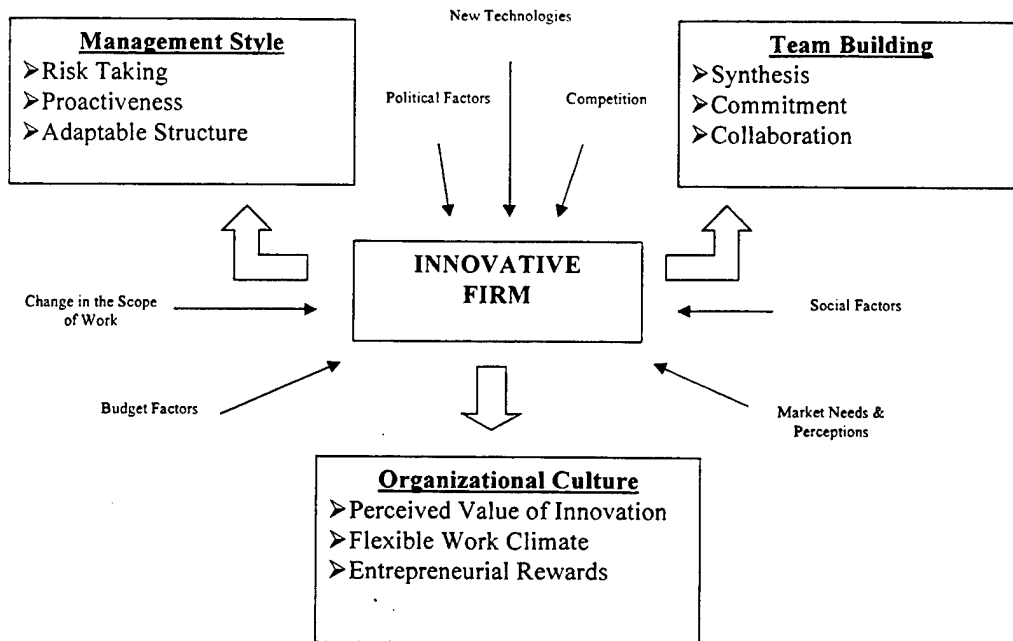 New Technologies
Management Style
➢Risk Taking
➢Proactiveness
➢Adaptable Structure
Political Factors
Competition
Team Building
➢Synthesis
➢Commitment
➢Collaboration
INNOVATIVE
FIRM
Change in the Scope
of Work
Social Factors
Budget Factors
Market Needs &
Perceptions
Organizational Culture
➢Perceived Value of Innovation
➢Flexible Work Climate
➢Entrepreneurial Rewards